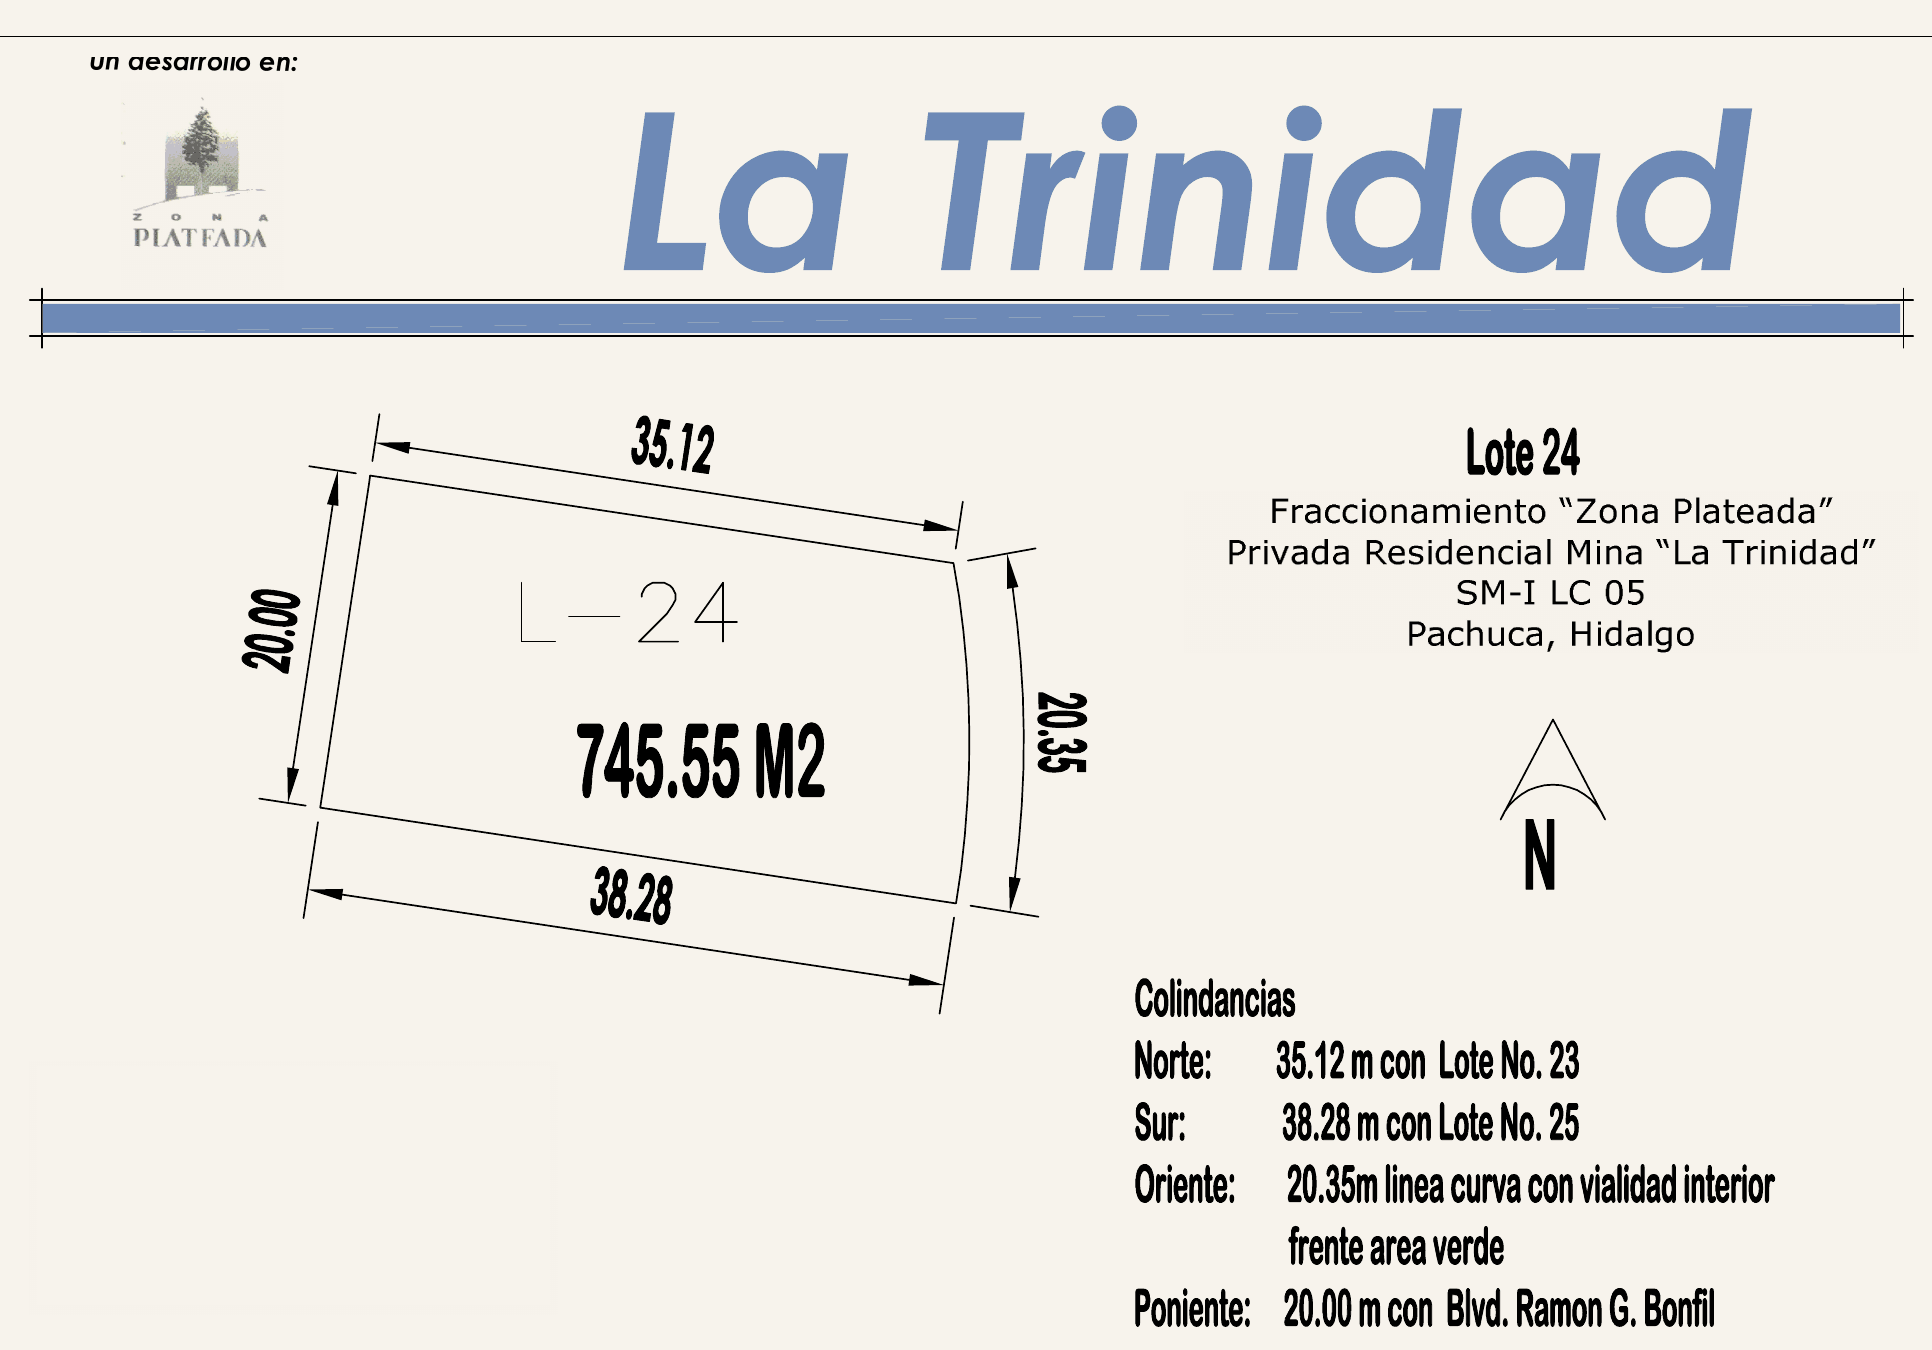 un desarrollo en:
ZONA
PLATEADA
La Trinidad
35.12
20.00
L-24
745.55 M2
20.35
38.28
Lote 24
Fraccionamiento “Zona Plateada”
Privada Residencial Mina “La Trinidad”
SM-I LC 05
Pachuca, Hidalgo
N
Colindancias
Norte: 35.12 m con Lote No. 23
Sur: 38.28 m con Lote No. 25
Oriente: 20.35m linea curva con vialidad interior
frente area verde
Poniente: 20.00 m con Blvd. Ramon G. Bonfil